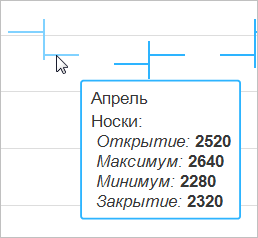 Апрель
Носки:
Открытие: 2520
Максимум: 2640
Минимум: 2280
Закрытие: 2320